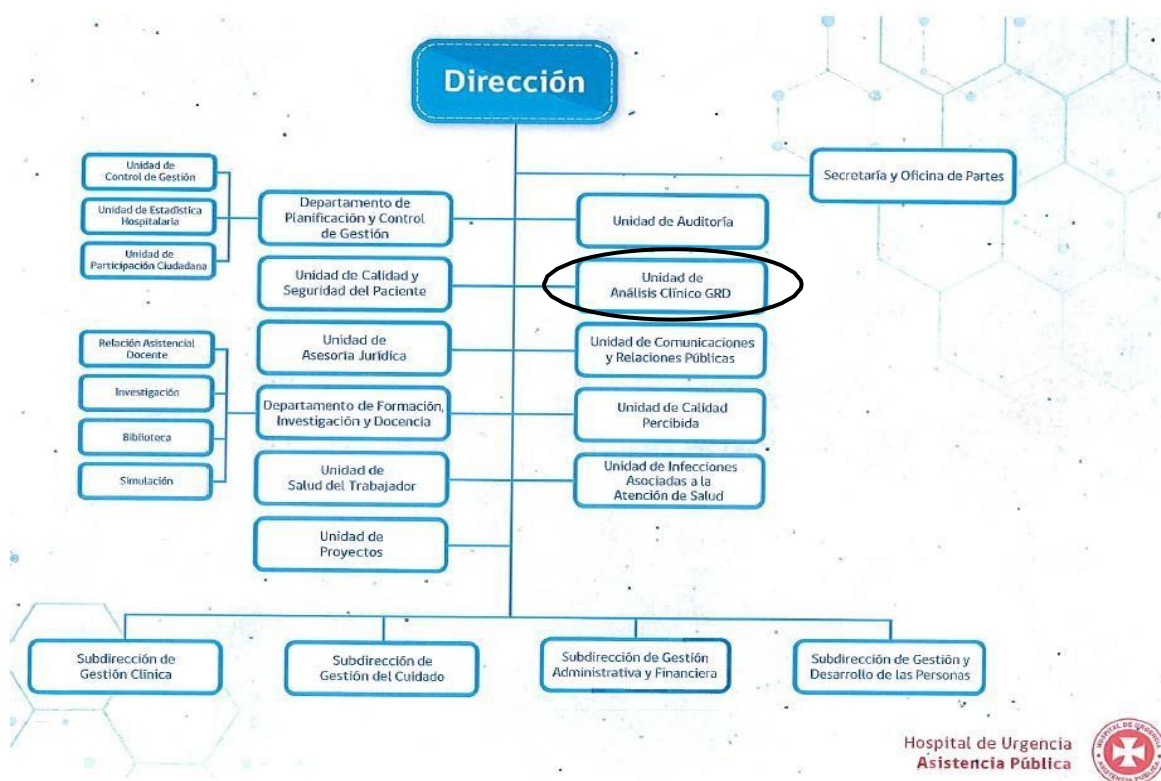 Dirección
Secretaría y Oficina de Partes
Unidad de
Control de Gestión
Unidad de Estadística
Hospitalaria
Unidad de
Participación Ciudadana
Departamento de
Planificación y Control
de Gestión
Unidad de Auditoría
Unidad de Calidad y
Seguridad del Paciente
Unidad de
Análisis Clínico GRD
Unidad de
Asesoría Jurídica
Unidad de Comunicaciones
y Relaciones Públicas
Relación Asistencial
Docente
Investigación
Biblioteca
Simulación
Departamento de Formación,
Investigación y Docencia
Unidad de Calidad
Percibida
Unidad de
Salud del Trabajador
Unidad de Infecciones
Asociadas a la
Atención de Salud
Unidad de
Proyectos
Subdirección de
Gestión Clínica
Subdirección de
Gestión del Cuidado
Subdirección de Gestión
Administrativa y Financiera
Subdirección de Gestión y
Desarrollo de las Personas
Hospital de Urgencia
Asistencia Pública
HOSPITAL DE URGENCIA
ASISTENCIA PÚBLICA